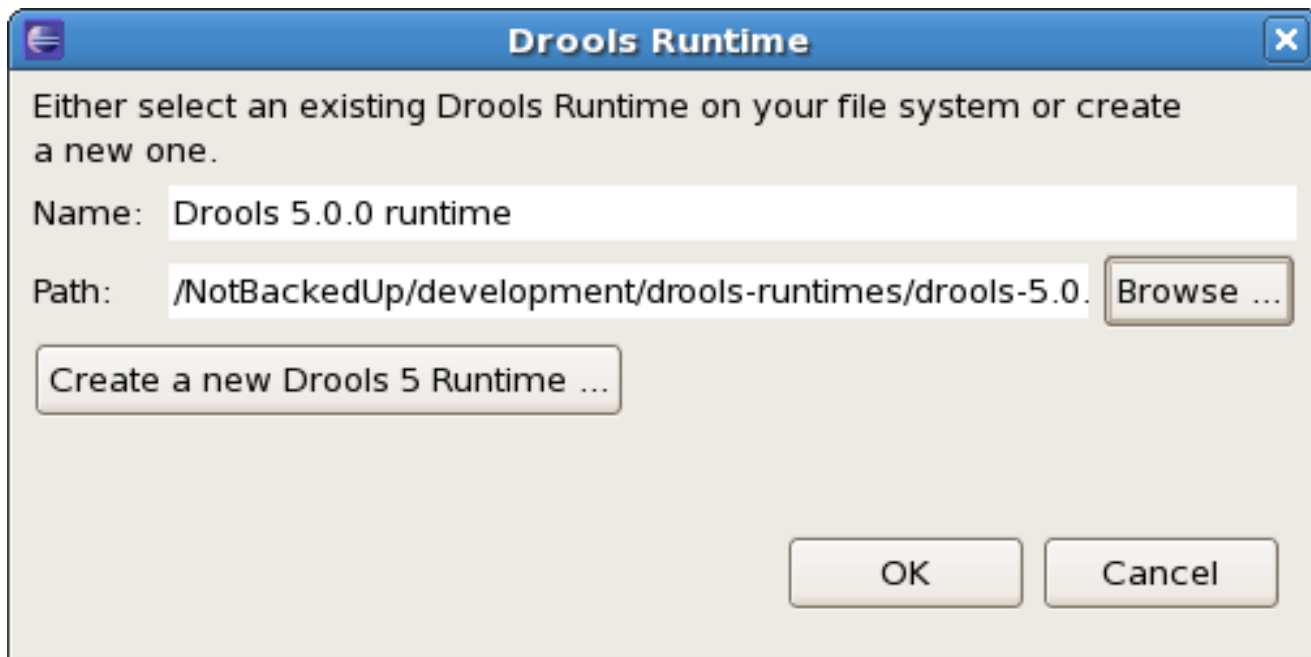 Drools Runtime
Either select an existing Drools Runtime on your file system or create
a new one.
Name: Drools 5.0.0 runtime
Path: /NotBackedUp/development/drools-runtimes/drools-5.0. Browse ...
Create a new Drools 5 Runtime ...
OK Cancel